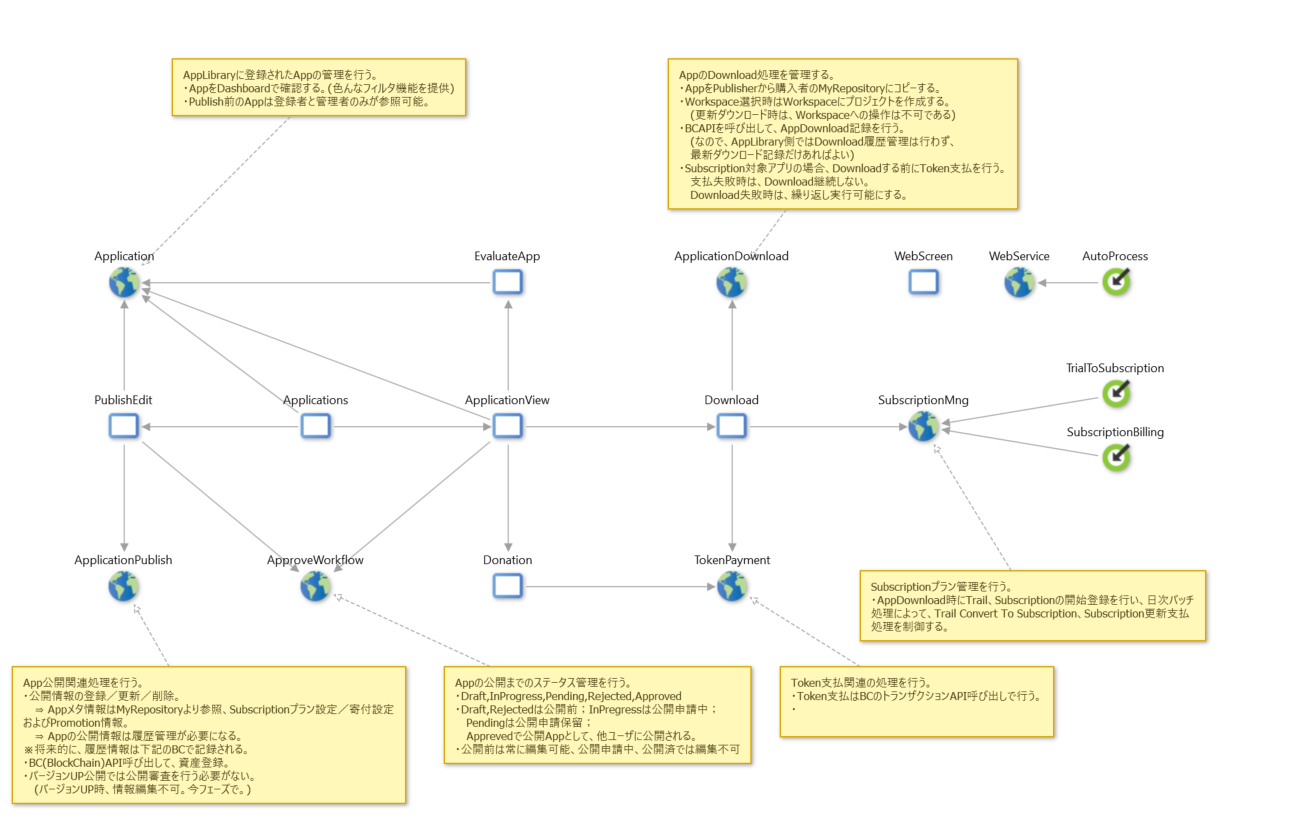 AppLibraryに登録されたAppの管理を行う。
・AppをDashboardで確認する。(色んなフィルタ機能を提供)
・Publish前のAppは登録者と管理者のみが参照可能。
AppのDownload処理を管理する。
・AppをPublisherから購入者のMyRepositoryにコピーする。
・Workspace選択時はWorkspaceにプロジェクトを作成する。
(更新ダウンロード時は、Workspaceへの操作は不可である)
・BCAPIを呼び出して、AppDownload記録を行う。
(なので、AppLibrary側ではDownload履歴管理は行わず、
最新ダウンロード記録だけあればよい)
・Subscription対象アプリの場合、Downloadする前にToken支払を行う。
支払失敗時は、Download継続しない。
Download失敗時は、繰り返し実行可能にする。
Application
EvaluateApp
ApplicationDownload
WebScreen
WebService
AutoProcess
TrialToSubscription
PublishEdit
Applications
ApplicationView
Download
SubscriptionMng
SubscriptionBilling
ApplicationPublish
ApproveWorkflow
Donation
TokenPayment
Subscriptionプラン管理を行う。
・AppDownload時にTrail、Subscriptionの開始登録を行い、日次バッチ
処理によって、Trail Convert To Subscription、Subscription更新支払
処理を制御する。
App公開関連処理を行う。
・公開情報の登録／更新／削除。
⇒ Appメタ情報はMyRepositoryより参照、Subscriptionプラン設定／寄付設定
およびPromotion情報。
⇒ Appの公開情報は履歴管理が必要になる。
※将来的に、履歴情報は下記のBCで記録される。
・BC(BlockChain)API呼び出して、資産登録。
・バージョンUP公開では公開審査を行う必要がない。
(バージョンUP時、情報編集不可。今フェーズで。)
Appの公開までのステータス管理を行う。
・Draft,InProgress,Pending,Rejected,Approved
・Draft,Rejectedは公開前；InPregressは公開申請中；
Pendingは公開申請保留；
Apprevedで公開Appとして、他ユーザに公開される。
・公開前は常に編集可能、公開申請中、公開済では編集不可
Token支払関連の処理を行う。
・Token支払はBCのトランザクションAPI呼び出しで行う。
・